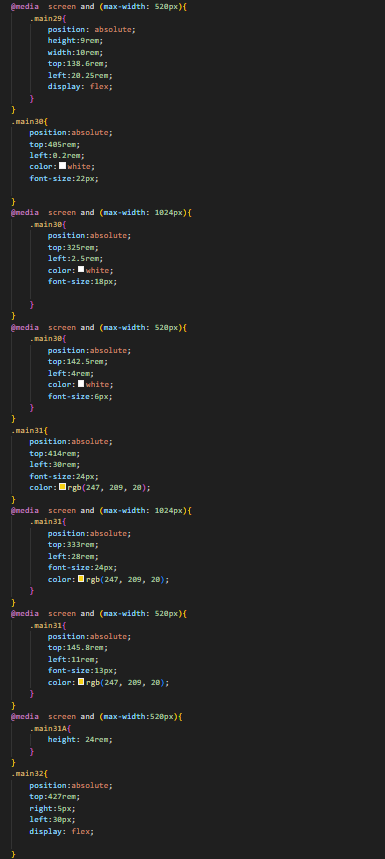 @media  screen and (max-width: 520px){
    .main29{
        position: absolute;
        height:9rem;
        width:10rem;
        top:138.6rem;
        left:20.25rem;
        display: flex;
    }
}
.main30{
    position:absolute;
    top:405rem;
    left:0.2rem;
    color:white;
    font-size:22px;

}
@media  screen and (max-width: 1024px){
    .main30{
        position:absolute;
        top:325rem;
        left:2.5rem;
        color: white;
        font-size:18px;

    }
}
@media  screen and (max-width: 520px){
    .main30{
        position:absolute;
        top:142.5rem;
        left:4rem;
        color: white;
        font-size:6px;
    }
}
.main31{
    position:absolute;
    top:414rem;
    left:30rem;
    font-size:24px;
    color:rgb(247, 209, 20);
}
@media  screen and (max-width: 1024px){
    .main31{
        position:absolute;
        top:333rem;
        left:28rem;
        font-size:24px;
        color: rgb(247, 209, 20);
    }
}
@media  screen and (max-width: 520px){
    .main31{
        position:absolute;
        top:145.8rem;
        left:11rem;
        font-size:13px;
        color: rgb(247, 209, 20);
    }
}
@media  screen and (max-width:520px){
    .main31A{
        height: 24rem;
    }
}
.main32{
    position:absolute;
    top:427rem;
    right:5px;
    left:30px;
    display: flex;

}